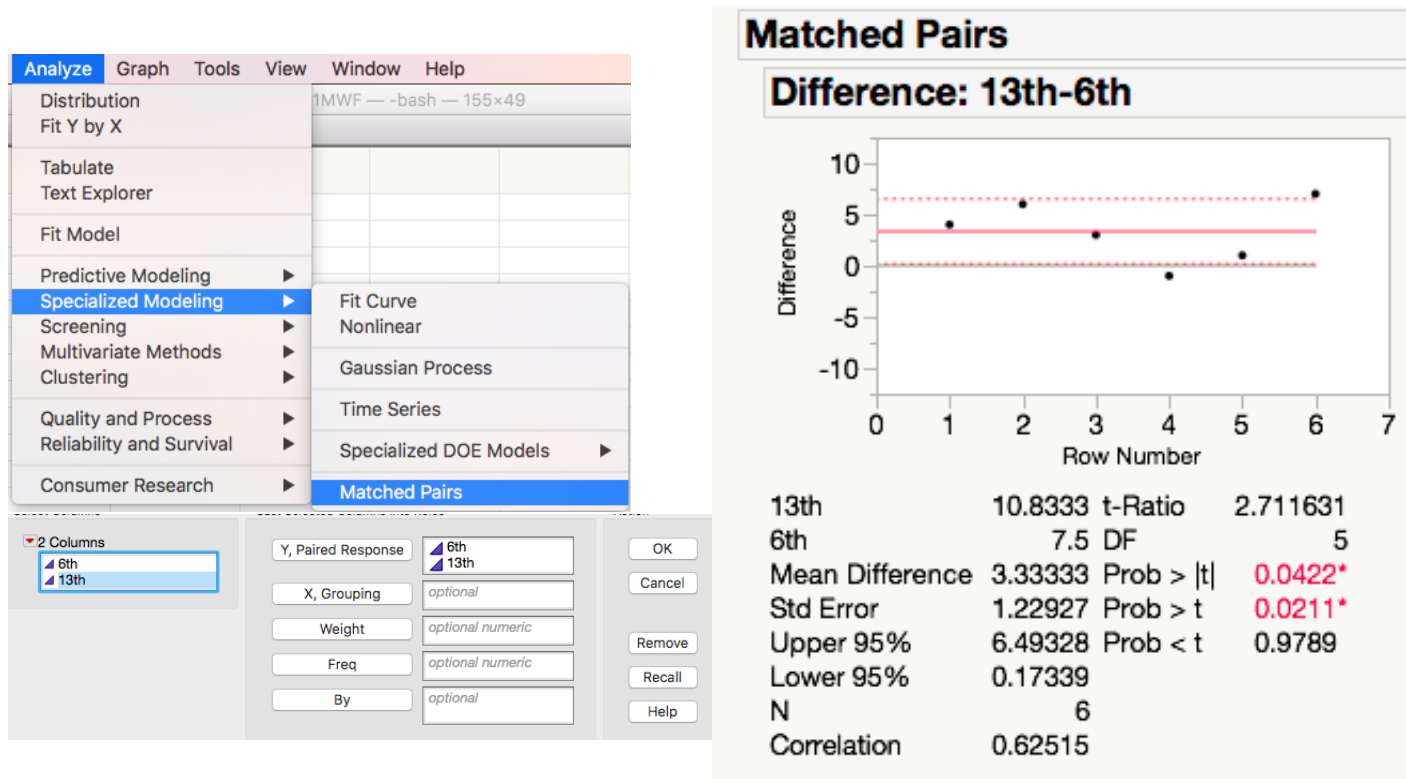 Analyze Graph Tools View Window Help
1MWF — -bash — 155×49
Distribution
Fit Y by X
Tabulate
Text Explorer
Fit Model
Predictive Modeling
Specialized Modeling
Screening
Multivariate Methods
Clustering
Quality and Process
Reliability and Survival
Consumer Research
Fit Curve
Nonlinear
Gaussian Process
Time Series
Specialized DOE Models
Matched Pairs
2 Columns
6th
13th
Y, Paired Response
6th
13th
X, Grouping
optional
Weight
optional numeric
Freq
optional numeric
By
optional
OK
Cancel
Remove
Recall
Help
Matched Pairs
Difference: 13th-6th
Difference
10
5
0
-5
-10
0 1 2 3 4 5 6 7
Row Number
13th 10.8333 t-Ratio 2.711631
6th 7.5 DF 5
Mean Difference 3.33333 Prob > |t| 0.0422*
Std Error 1.22927 Prob > t 0.0211*
Upper 95% 6.49328 Prob < t 0.9789
Lower 95% 0.17339
N 6
Correlation 0.62515